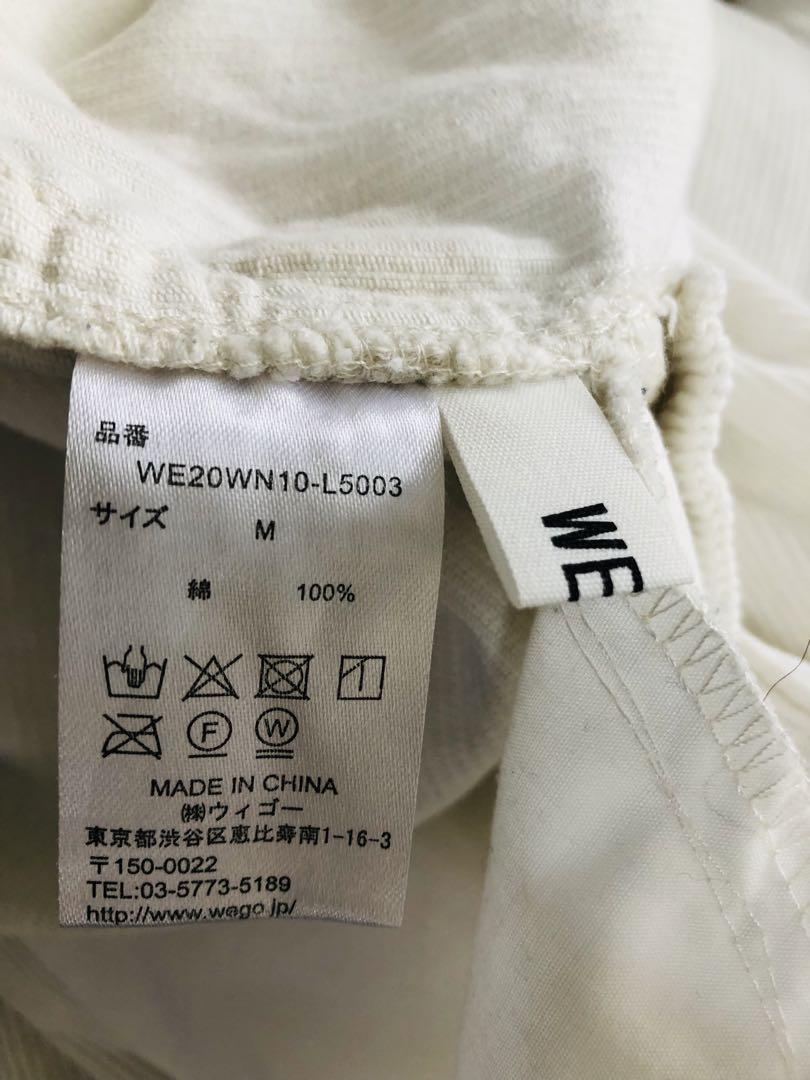 品番
WE20WN10-L5003
サイズ M
綿 100%
F W
MADE IN CHINA
㈱ウィゴー
東京都渋谷区恵比寿南1-16-3
〒150-0022
TEL:03-5773-5189
http://www.wego.jp/
WE